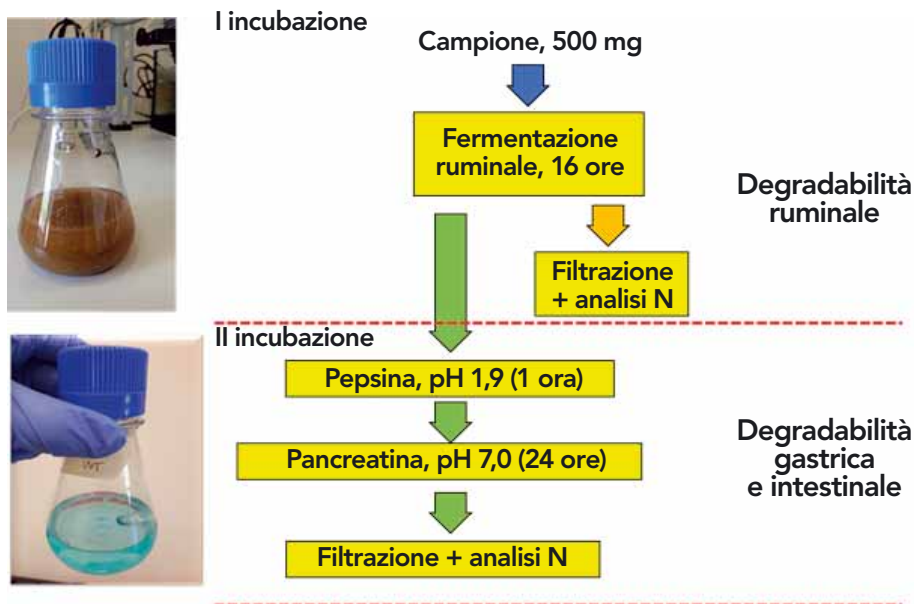 I incubazione
Campione, 500 mg
Fermentazione
ruminale, 16 ore
Degradabilità
ruminale
Filtrazione
+ analisi N
II incubazione
Pepsina, pH 1,9 (1 ora)
Pancreatina, pH 7,0 (24 ore)
Degradabilità
gastrica
e intestinale
Filtrazione + analisi N
WT